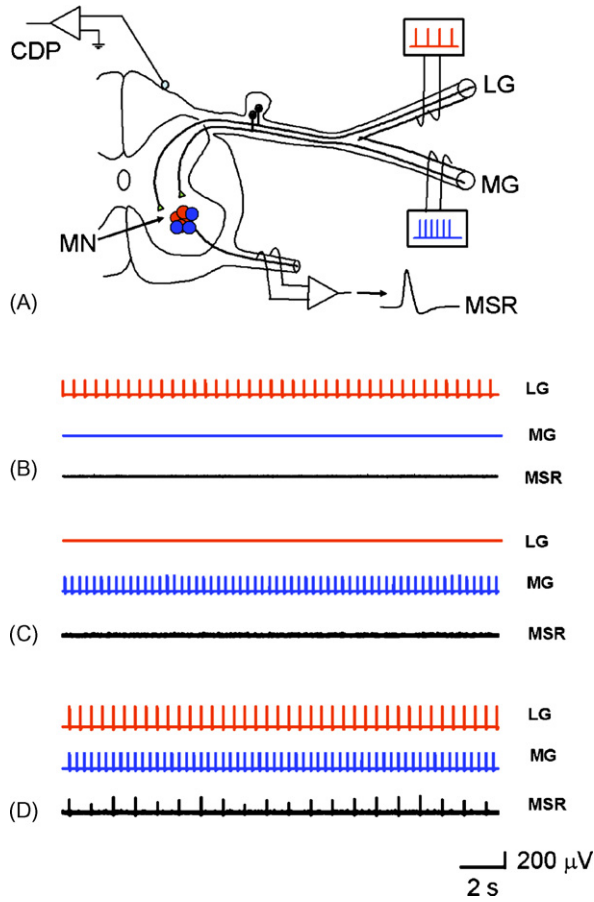 CDP
LG
MG
MN
MSR
(A)
LG
MG
MSR
(B)
LG
MG
MSR
(C)
LG
MG
MSR
(D)
200 μV
2 s